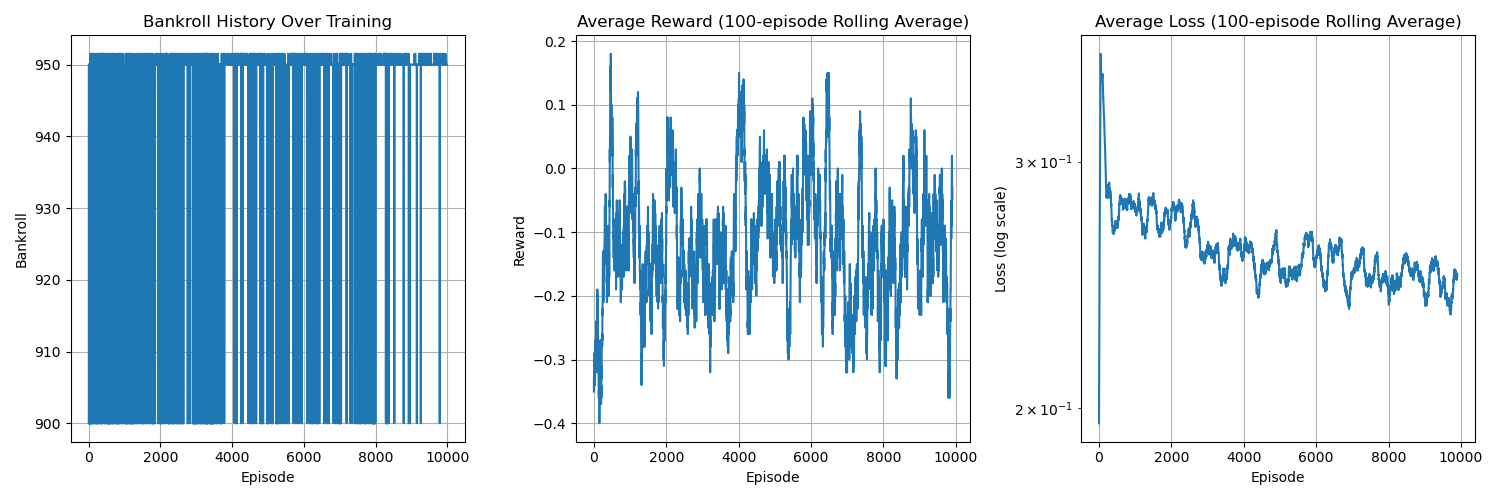 Bankroll History Over Training
950
940
930
920
910
900
Bankroll
0 2000 4000 6000 8000 10000
Episode
Average Reward (100-episode Rolling Average)
0.2
0.1
0.0
−0.1
−0.2
−0.3
−0.4
Reward
0 2000 4000 6000 8000 10000
Episode
Average Loss (100-episode Rolling Average)
3 × 10⁻¹
2 × 10⁻¹
Loss (log scale)
0 2000 4000 6000 8000 10000
Episode